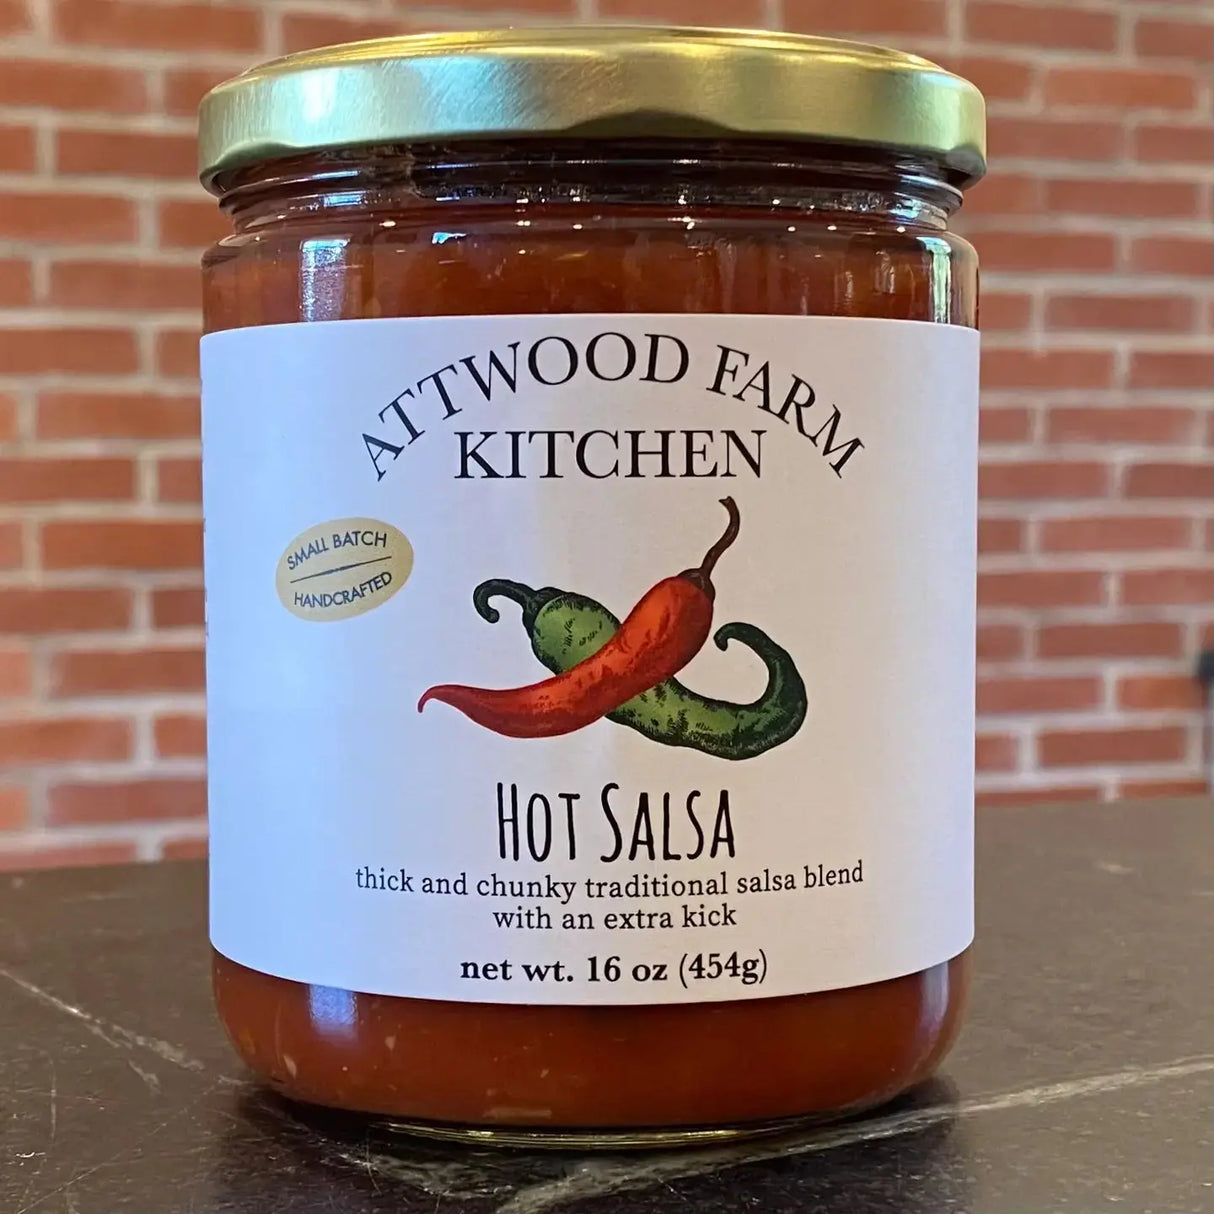 ATTWOOD FARM
KITCHEN
SMALL BATCH
HANDCRAFTED
HOT SALSA
thick and chunky traditional salsa blend
with an extra kick
net wt. 16 oz (454g)